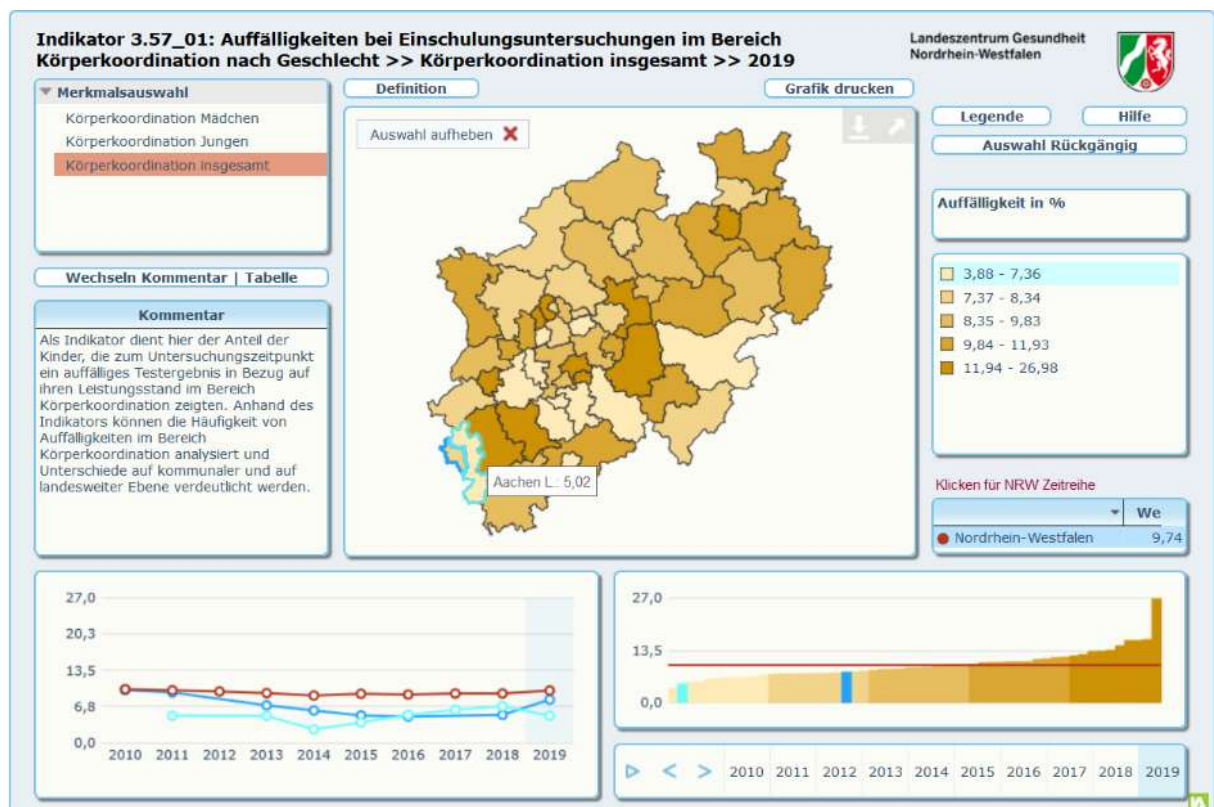 Indikator 3.57_01: Auffälligkeiten bei Einschulungsuntersuchungen im Bereich
Körperkoordination nach Geschlecht >> Körperkoordination insgesamt >> 2019
Landeszentrum Gesundheit
Nordrhein-Westfalen
Merkmalsauswahl
Körperkoordination Mädchen
Körperkoordination Jungen
Körperkoordination insgesamt
Definition
Grafik drucken
Auswahl aufheben
Aachen L.: 5,02
Legende
Hilfe
Auswahl Rückgängig
Auffälligkeit in %
3,88 - 7,36
7,37 - 8,34
8,35 - 9,83
9,84 - 11,93
11,94 - 26,98
Wechseln Kommentar | Tabelle
Kommentar
Als Indikator dient hier der Anteil der
Kinder, die zum Untersuchungszeitpunkt
ein auffälliges Testergebnis in Bezug auf
ihren Leistungsstand im Bereich
Körperkoordination zeigten. Anhand des
Indikators können die Häufigkeit von
Auffälligkeiten im Bereich
Körperkoordination analysiert und
Unterschiede auf kommunaler und auf
landesweiter Ebene verdeutlicht werden.
Klicken für NRW Zeitreihe
We
Nordrhein-Westfalen 9,74
27,0
20,3
13,5
6,8
0,0
2010 2011 2012 2013 2014 2015 2016 2017 2018 2019
27,0
13,5
0,0
2010 2011 2012 2013 2014 2015 2016 2017 2018 2019